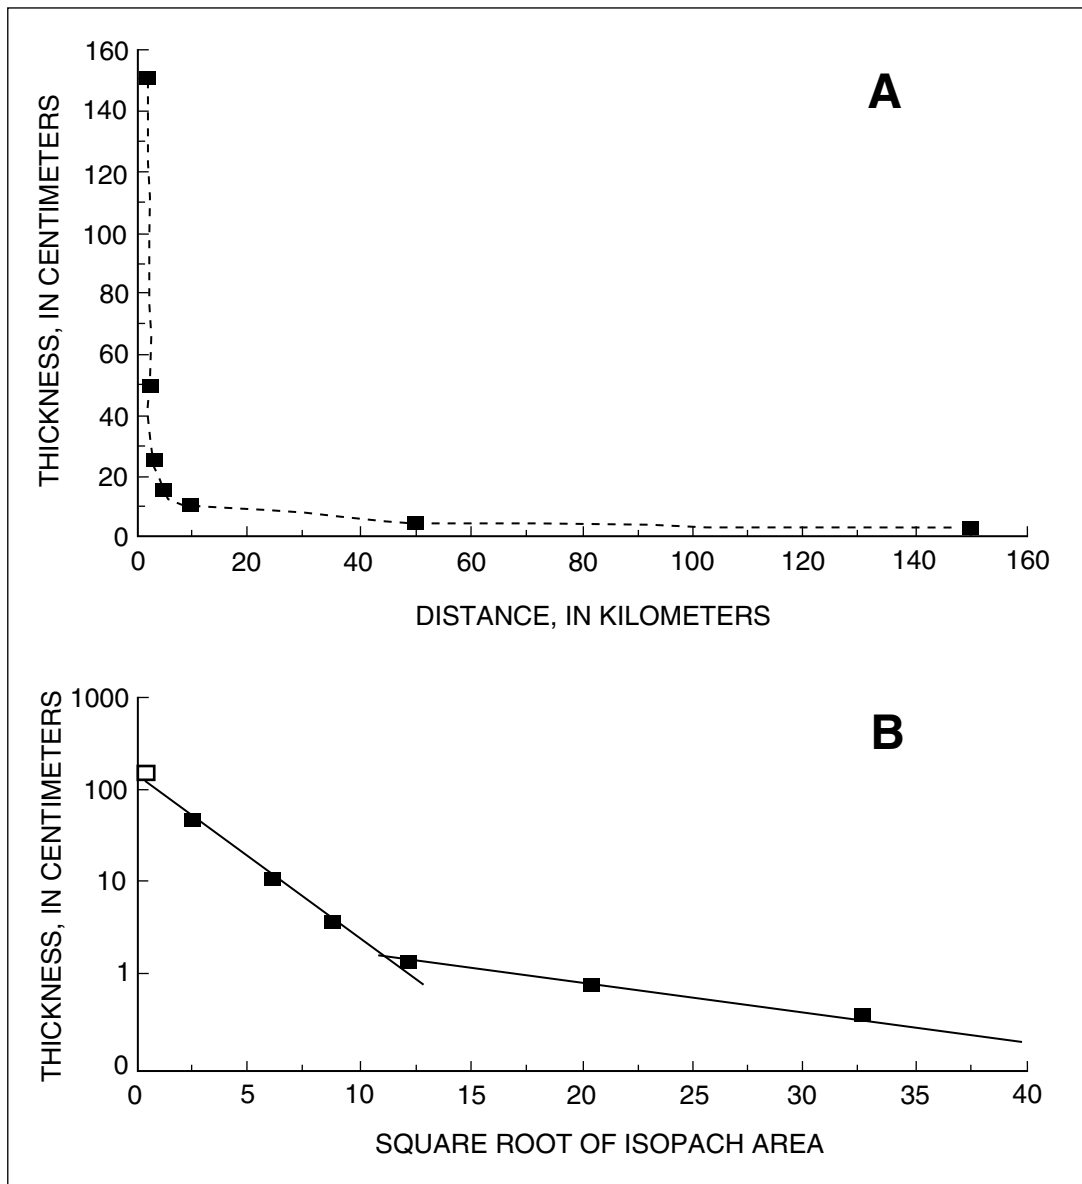 A
THICKNESS, IN CENTIMETERS
160
140
120
100
80
60
40
20
0
0 20 40 60 80 100 120 140 160
DISTANCE, IN KILOMETERS
B
THICKNESS, IN CENTIMETERS
1000
100
10
1
0
0 5 10 15 20 25 30 35 40
SQUARE ROOT OF ISOPACH AREA